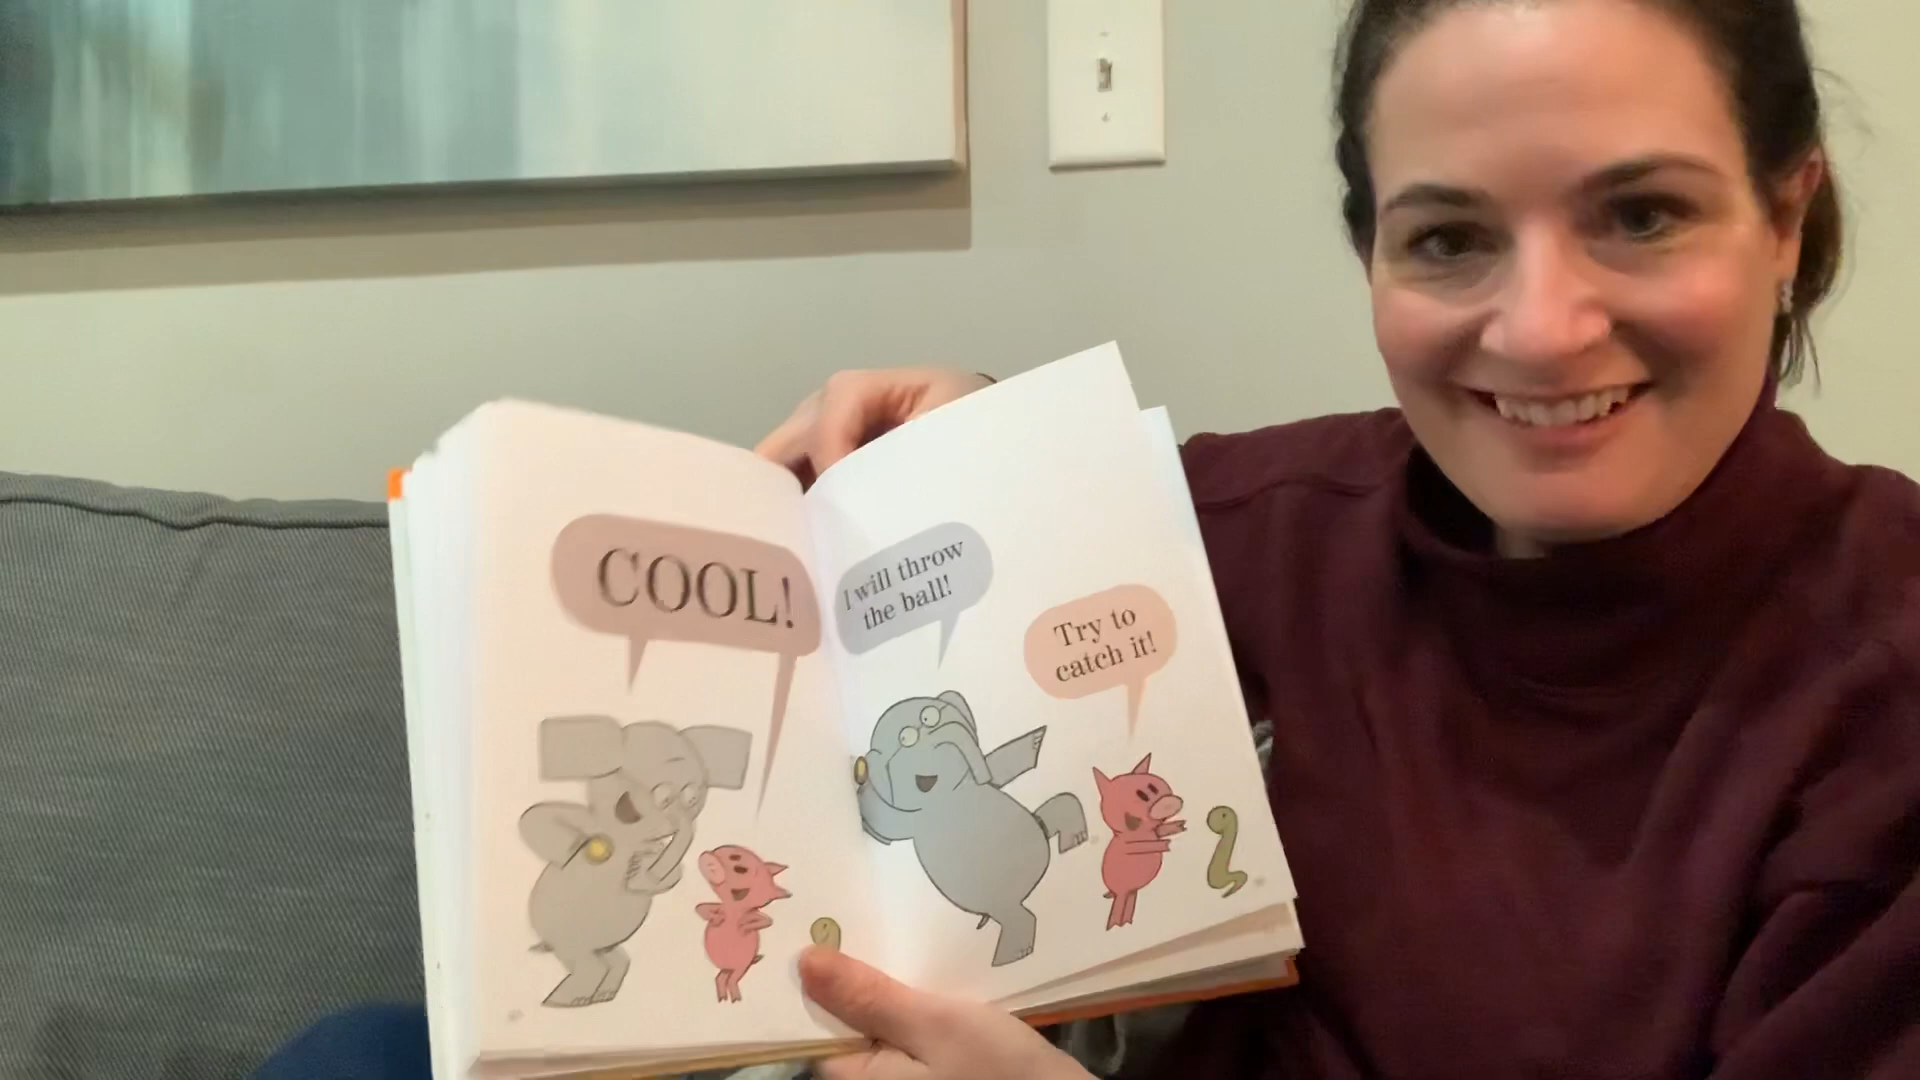 COOL!
I will throw
the ball!
Try to
catch it!